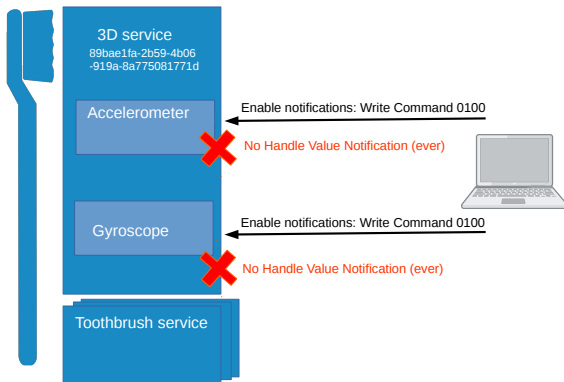 3D service
89bae1fa-2b59-4b06
-919a-8a775081771d
Enable notifications: Write Command 0100
Accelerometer
No Handle Value Notification (ever)
Enable notifications: Write Command 0100
Gyroscope
No Handle Value Notification (ever)
Toothbrush service